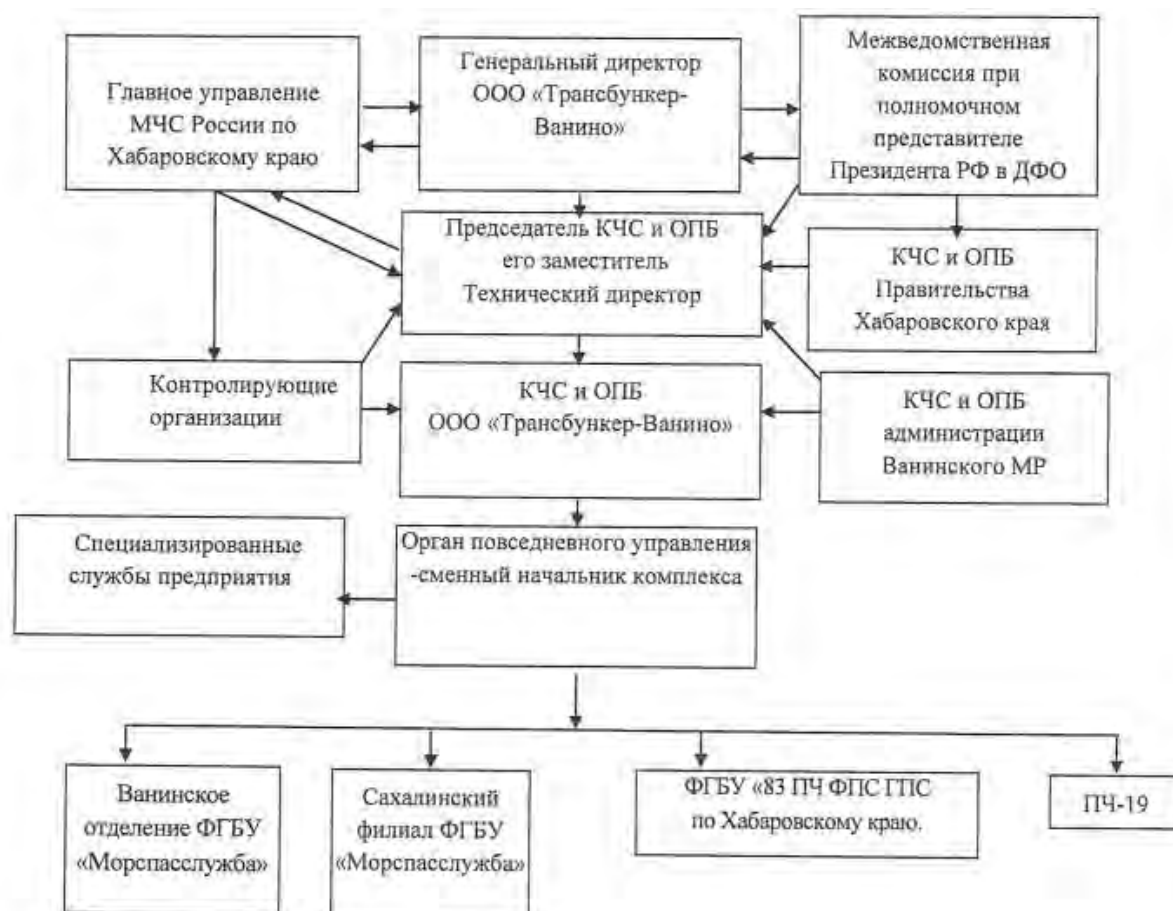 Главное управление
МЧС России по
Хабаровскому краю
Генеральный директор
ООО «Трансбункер-
Ванино»
Межведомственная
комиссия при
полномочном
представителе
Президента РФ в ДФО
Председатель КЧС и ОПБ
его заместитель
Технический директор
КЧС и ОПБ
Правительства
Хабаровского края
Контролирующие
организации
КЧС и ОПБ
ООО «Трансбункер-Ванино»
КЧС и ОПБ
администрации
Ванинского МР
Специализированные
службы предприятия
Орган повседневного управления
-сменный начальник комплекса
Ванинское
отделение ФГБУ
«Морспасслужба»
Сахалинский
филиал ФГБУ
«Морспасслужба»
ФГБУ «83 ПЧ ФПС ГПС
по Хабаровскому краю.
ПЧ-19